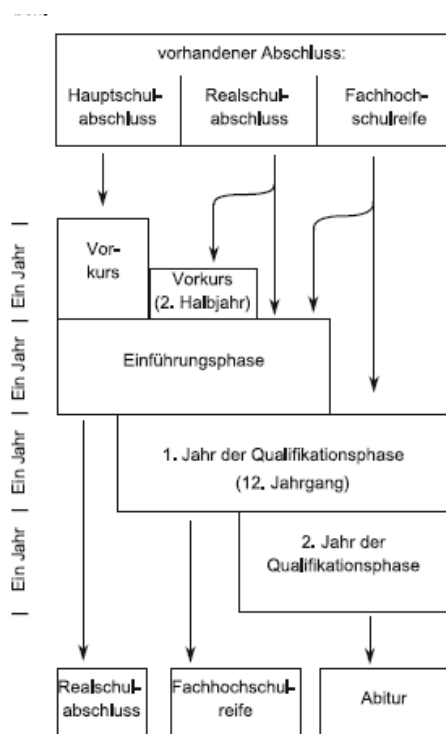 vorhandener Abschluss:
Hauptschul-
abschluss
Realschul-
abschluss
Fachhoch-
schulreife
| Ein Jahr | Ein Jahr | Ein Jahr | Ein Jahr |
Vor-
kurs
Vorkurs
(2. Halbjahr)
Einführungsphase
1. Jahr der Qualifikationsphase
(12. Jahrgang)
2. Jahr der
Qualifikationsphase
Realschul-
abschluss
Fachhochschul-
reife
Abitur